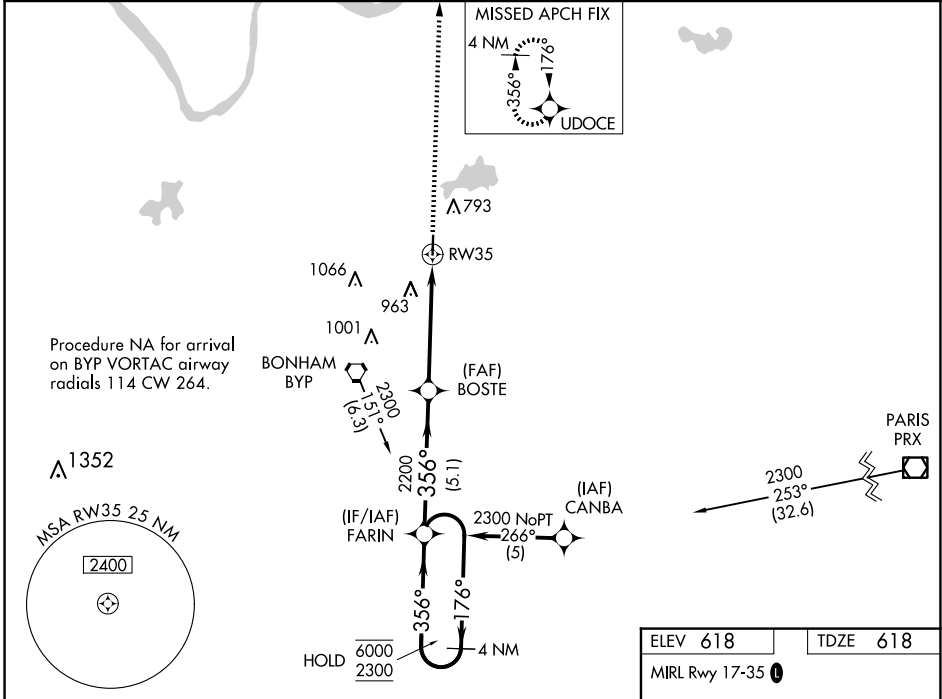 MISSED APCH FIX
4 NM
356°
176°
UDOCE
793
RW35
1066
963
1001
Procedure NA for arrival
on BYP VORTAC airway
radials 114 CW 264.
BONHAM
BYP
2300
151°
(6.3)
(FAF)
BOSTE
PARIS
PRX
2300
253°
(32.6)
1352
2200
356°
(5.1)
(IF/IAF)
FARIN
2300 NoPT
266°
(5)
(IAF)
CANBA
MSA RW35 25 NM
2400
356°
176°
HOLD
6000
2300
4 NM
ELEV 618
TDZE 618
MIRL Rwy 17-35 L